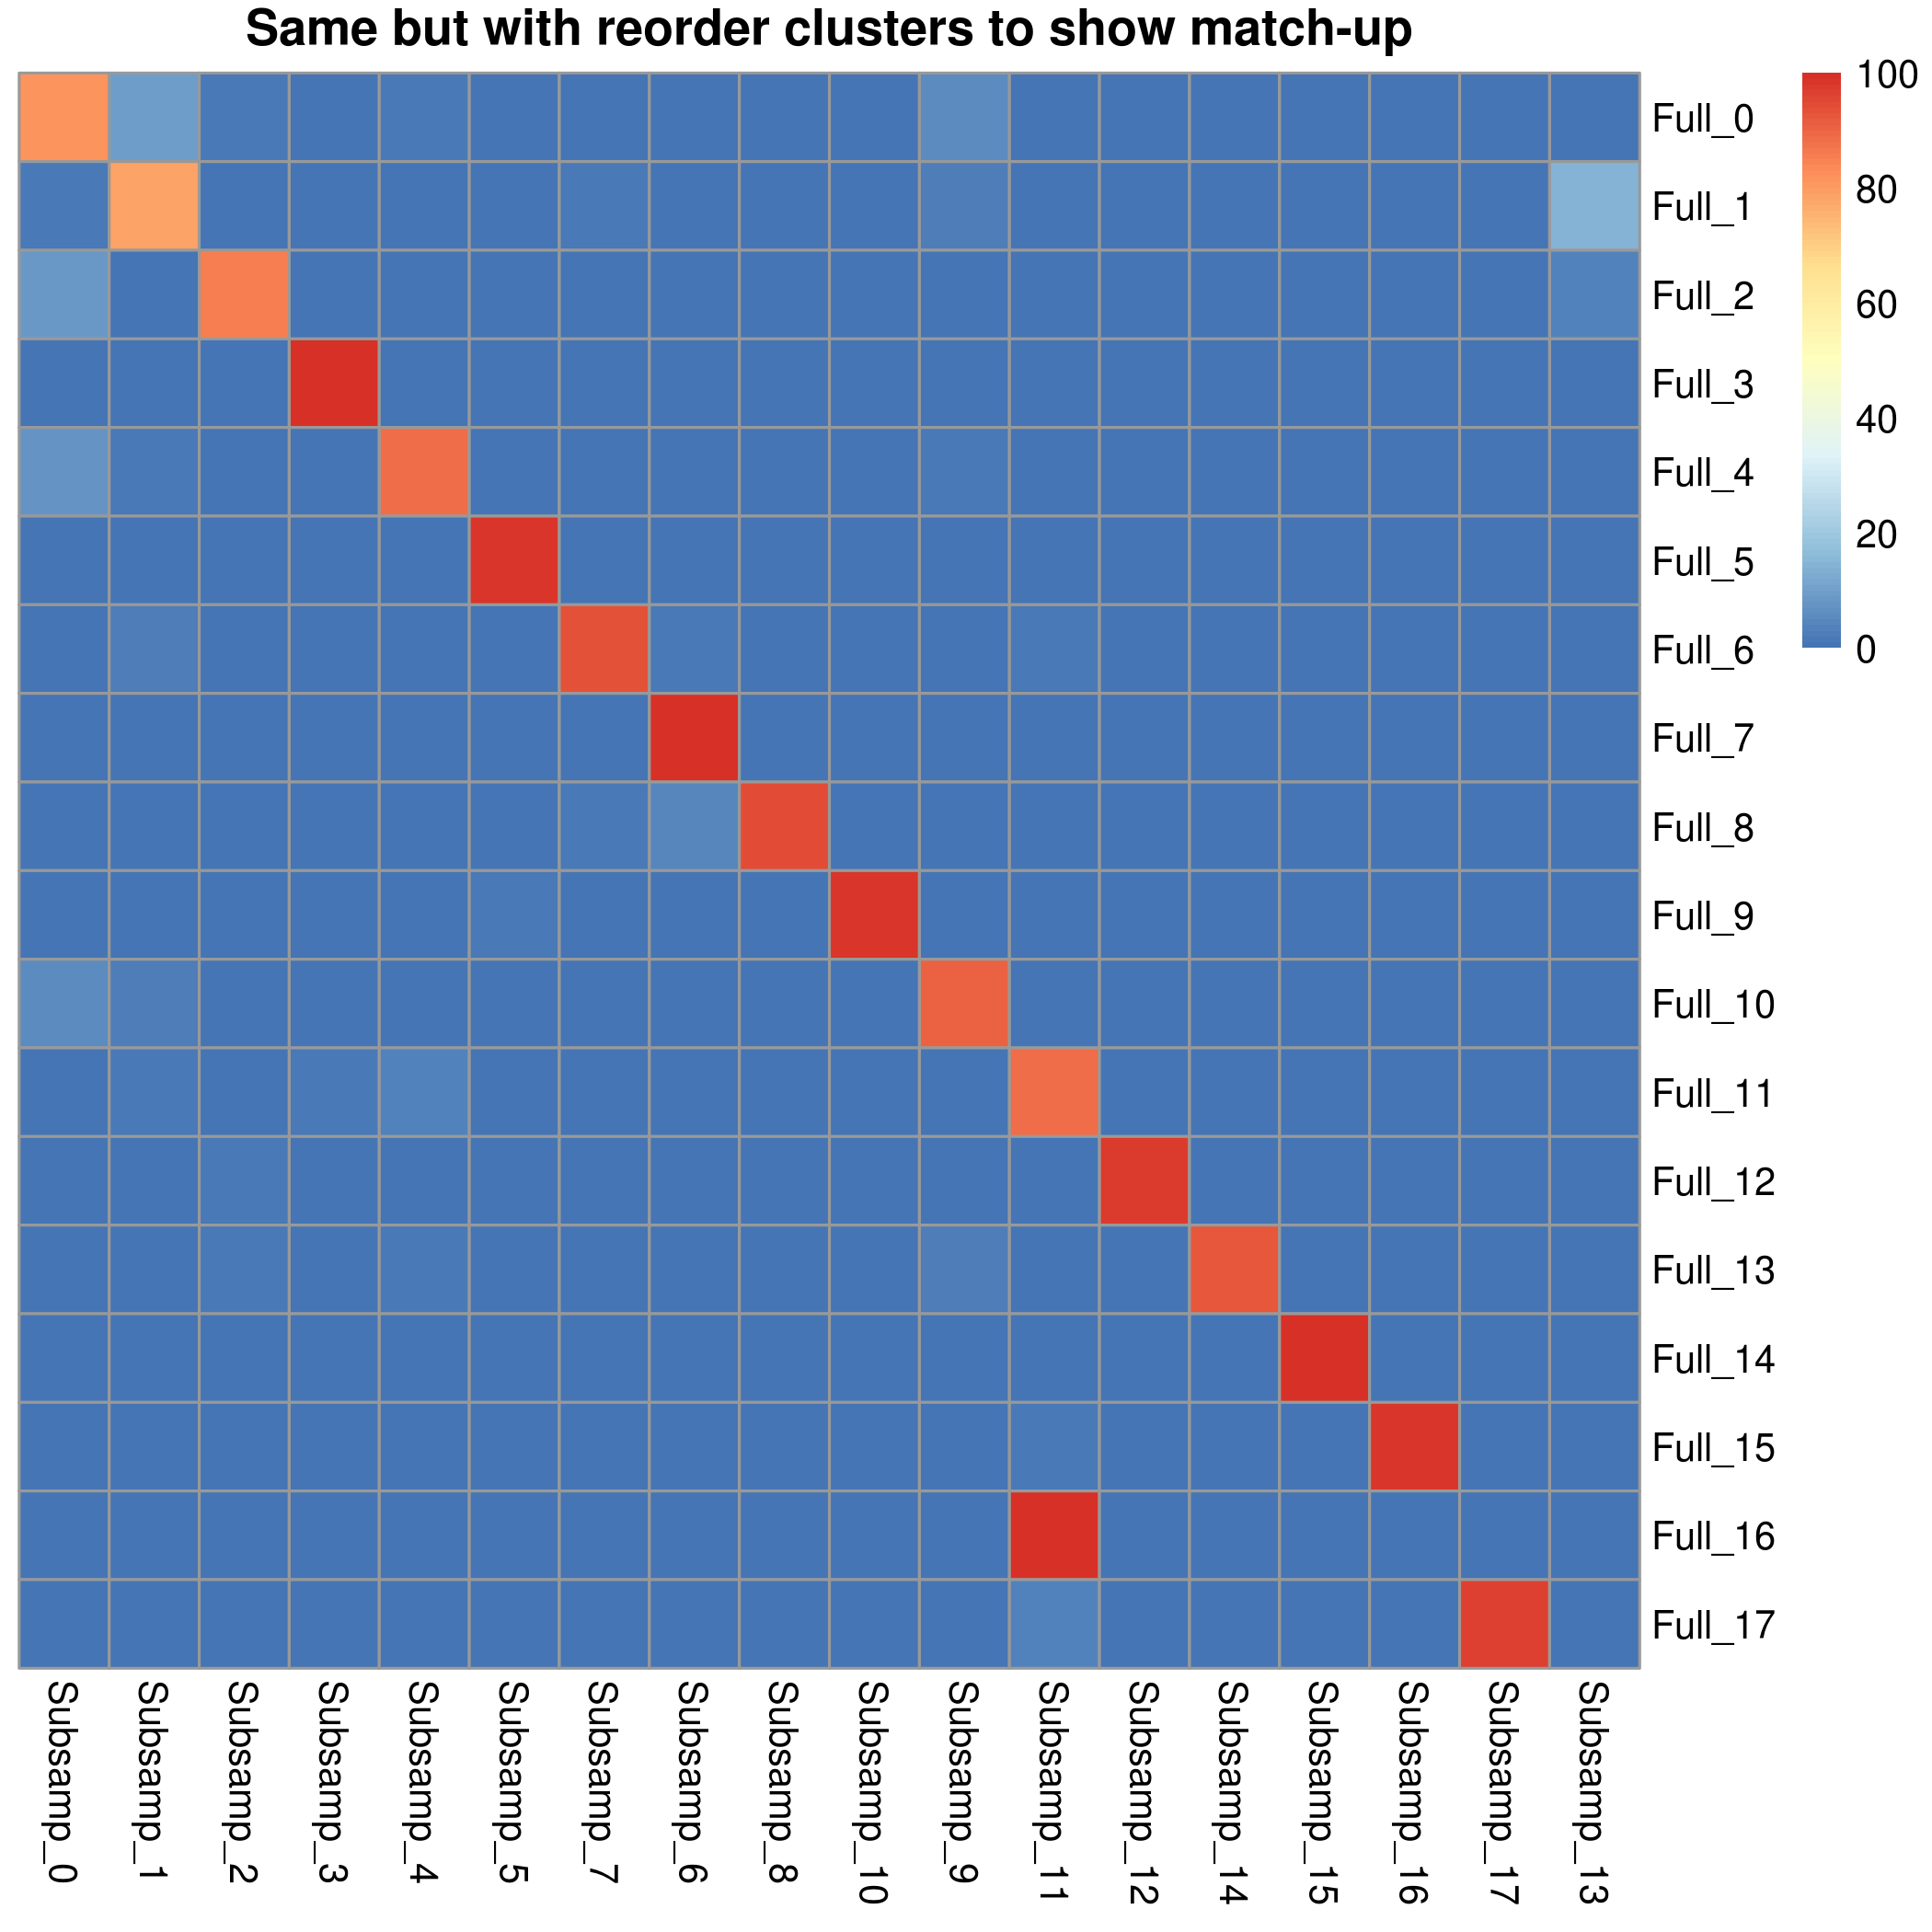 Same but with reorder clusters to show match-up
100
80
60
40
20
0
Full_0
Full_1
Full_2
Full_3
Full_4
Full_5
Full_6
Full_7
Full_8
Full_9
Full_10
Full_11
Full_12
Full_13
Full_14
Full_15
Full_16
Full_17
Subsamp_0
Subsamp_1
Subsamp_2
Subsamp_3
Subsamp_4
Subsamp_5
Subsamp_7
Subsamp_6
Subsamp_8
Subsamp_10
Subsamp_9
Subsamp_11
Subsamp_12
Subsamp_14
Subsamp_15
Subsamp_16
Subsamp_17
Subsamp_13